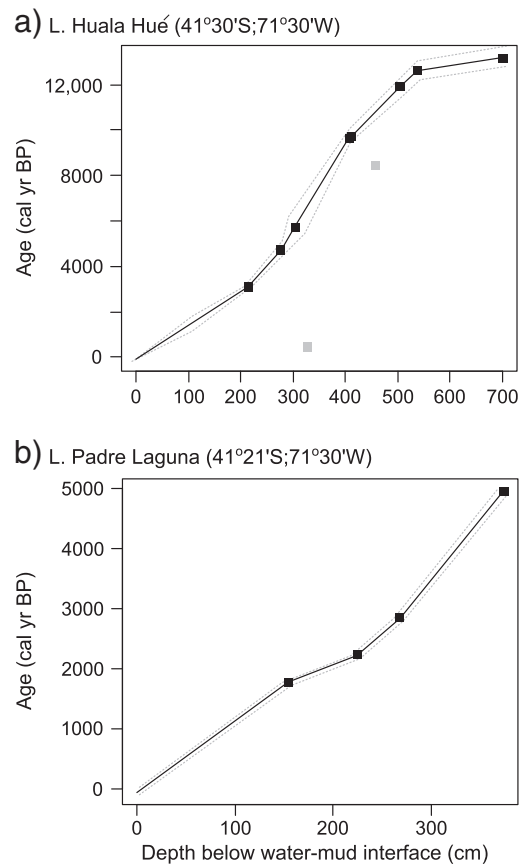 a) L. Huala Hué (41°30'S;71°30'W)
12,000
8000
4000
0
Age (cal yr BP)
0 100 200 300 400 500 600 700
b) L. Padre Laguna (41°21'S;71°30'W)
5000
4000
3000
2000
1000
0
Age (cal yr BP)
0 100 200 300
Depth below water-mud interface (cm)